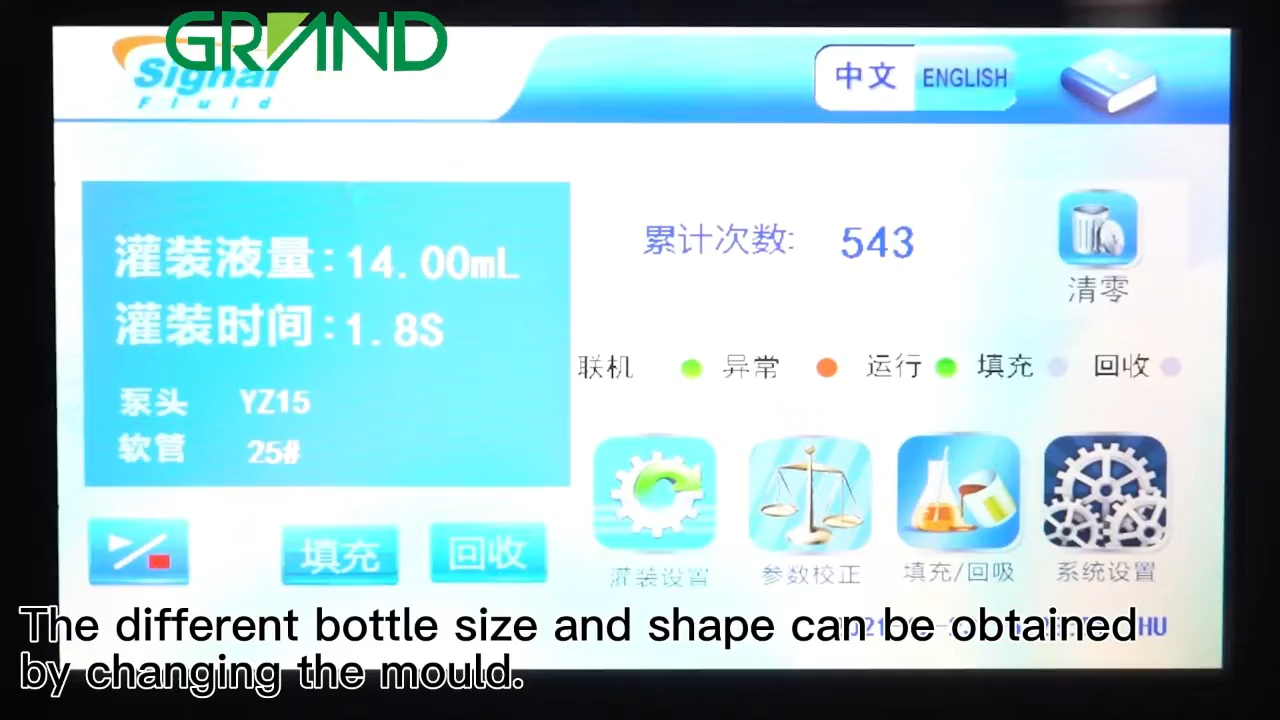 GRAND
Signal
Fluid
中文 ENGLISH
灌装液量:14.00mL
灌装时间:1.8S
泵头 YZ15
软管 25#
累计次数: 543
清零
联机 异常 运行 填充 回收
填充 回收
灌装设置 参数校正 填充/回吸 系统设置
The different bottle size and shape can be obtained
by changing the mould.